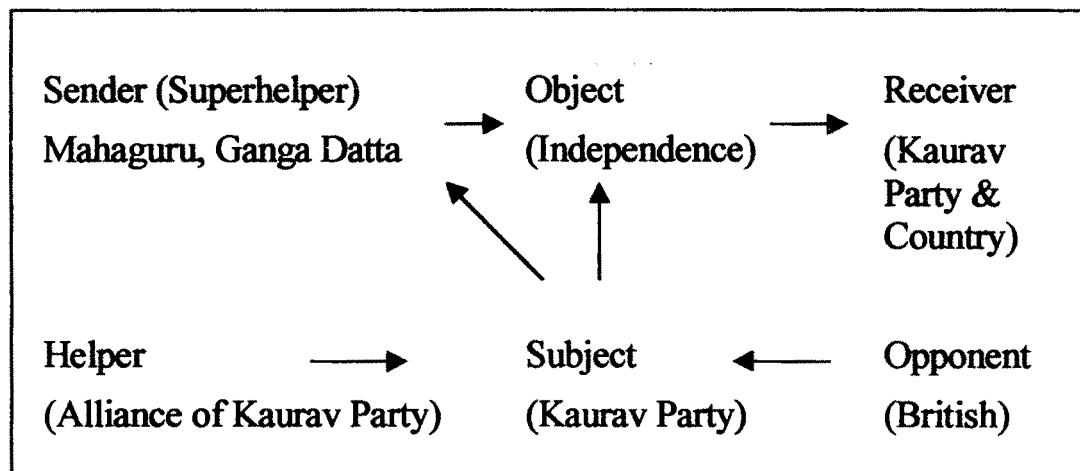 Sender (Superhelper)
Mahaguru, Ganga Datta
Object
(Independence)
Receiver
(Kaurav
Party &
Country)
Helper
(Alliance of Kaurav Party)
Subject
(Kaurav Party)
Opponent
(British)